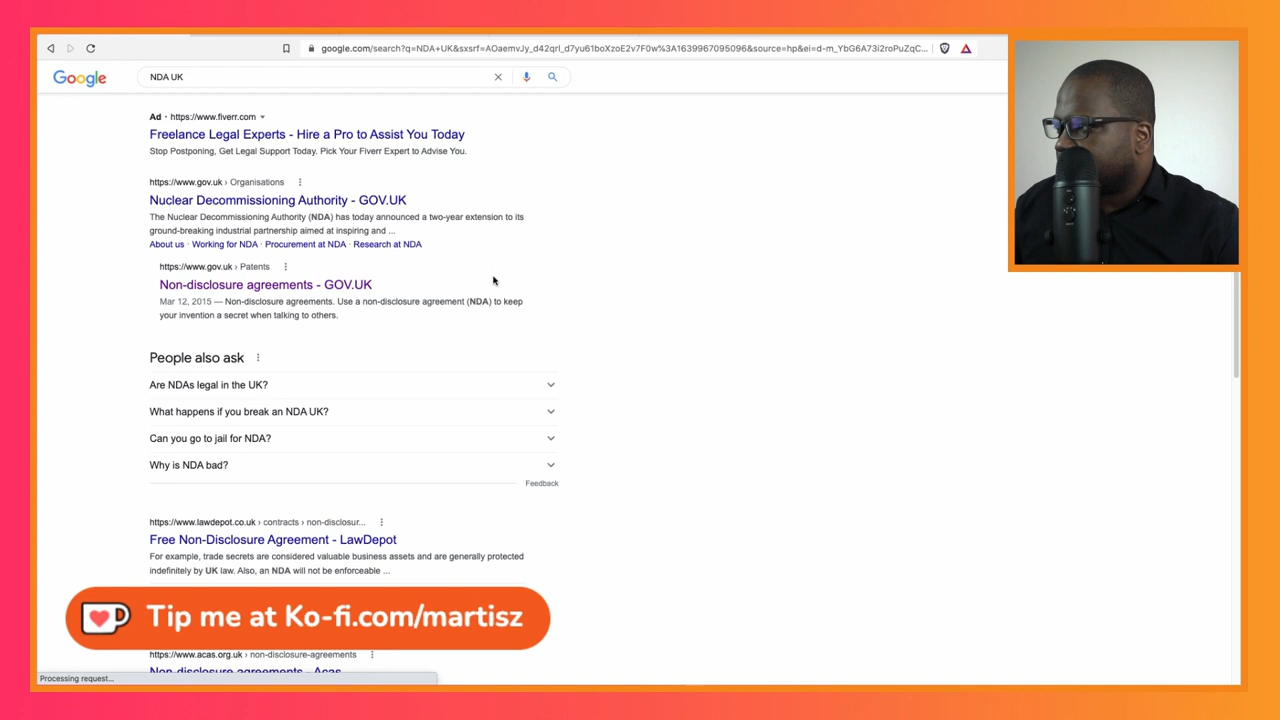 google.com/search?q=NDA+UK&sxsrf=AOaemvJy_d42qrl_d7yu61boXzoE2v7F0w%3A1639967095096&source=hp&ei=d-m_YbG6A73i2roPuZqC...
Google
NDA UK
Ad · https://www.fiverr.com
Freelance Legal Experts - Hire a Pro to Assist You Today
Stop Postponing, Get Legal Support Today. Pick Your Fiverr Expert to Advise You.
https://www.gov.uk › Organisations
Nuclear Decommissioning Authority - GOV.UK
The Nuclear Decommissioning Authority (NDA) has today announced a two-year extension to its
ground-breaking industrial partnership aimed at inspiring and ...
About us · Working for NDA · Procurement at NDA · Research at NDA
https://www.gov.uk › Patents
Non-disclosure agreements - GOV.UK
Mar 12, 2015 — Non-disclosure agreements. Use a non-disclosure agreement (NDA) to keep
your invention a secret when talking to others.
People also ask
Are NDAs legal in the UK?
What happens if you break an NDA UK?
Can you go to jail for NDA?
Why is NDA bad?
Feedback
https://www.lawdepot.co.uk › contracts › non-disclosur...
Free Non-Disclosure Agreement - LawDepot
For example, trade secrets are considered valuable business assets and are generally protected
indefinitely by UK law. Also, an NDA will not be enforceable ...
Tip me at Ko-fi.com/martisz
https://www.acas.org.uk › non-disclosure-agreements
Non-disclosure agreements - Acas
Processing request...